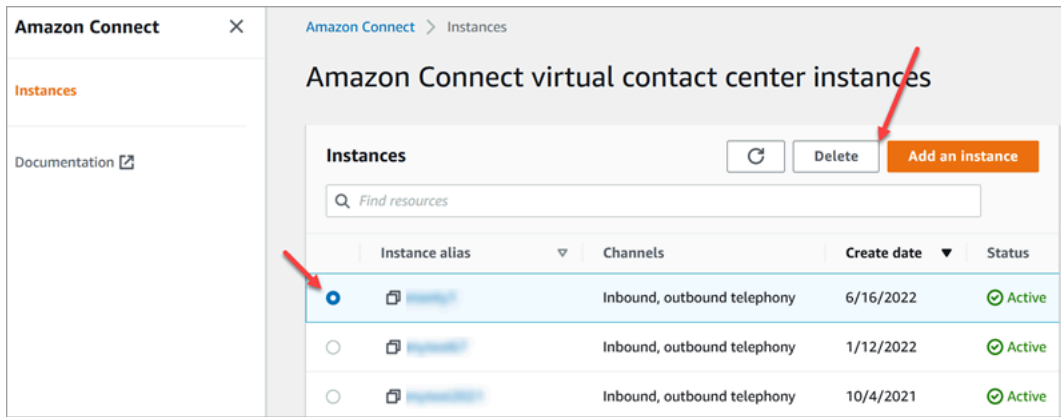 Amazon Connect
Instances
Documentation
Amazon Connect > Instances
Amazon Connect virtual contact center instances
Instances
Delete
Add an instance
Find resources
Instance alias Channels Create date Status
Inbound, outbound telephony 6/16/2022 Active
Inbound, outbound telephony 1/12/2022 Active
Inbound, outbound telephony 10/4/2021 Active